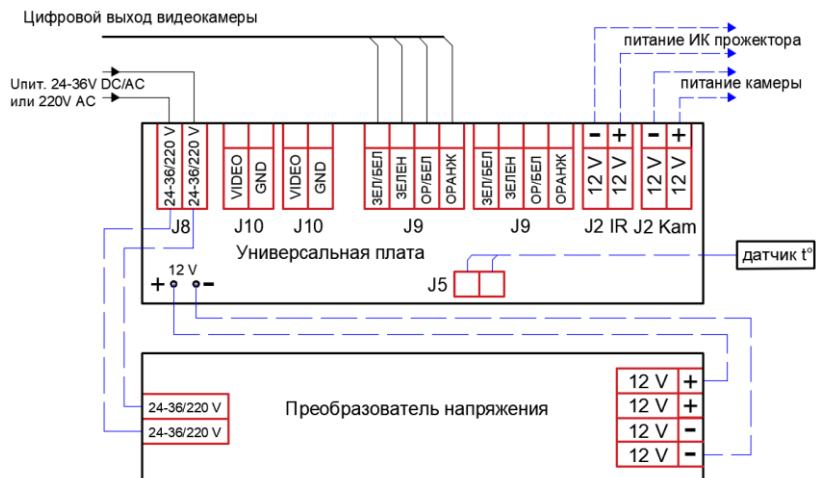 Цифровой выход видеокамеры
питание ИК прожектора
Uпит. 24-36V DC/AC
или 220V AC
питание камеры
24-36/220 V
24-36/220 V
VIDEO
GND
VIDEO
GND
ЗЕЛ/БЕЛ
ЗЕЛЕН
ОР/БЕЛ
ОРАНЖ
ЗЕЛ/БЕЛ
ЗЕЛЕН
ОР/БЕЛ
ОРАНЖ
12 V -
12 V +
12 V -
12 V +
J8
J10
J10
J9
J9
J2 IR
J2 Kam
Универсальная плата
датчик t°
J5
+ 12 V -
Преобразователь напряжения
24-36/220 V
24-36/220 V
12 V +
12 V +
12 V -
12 V -